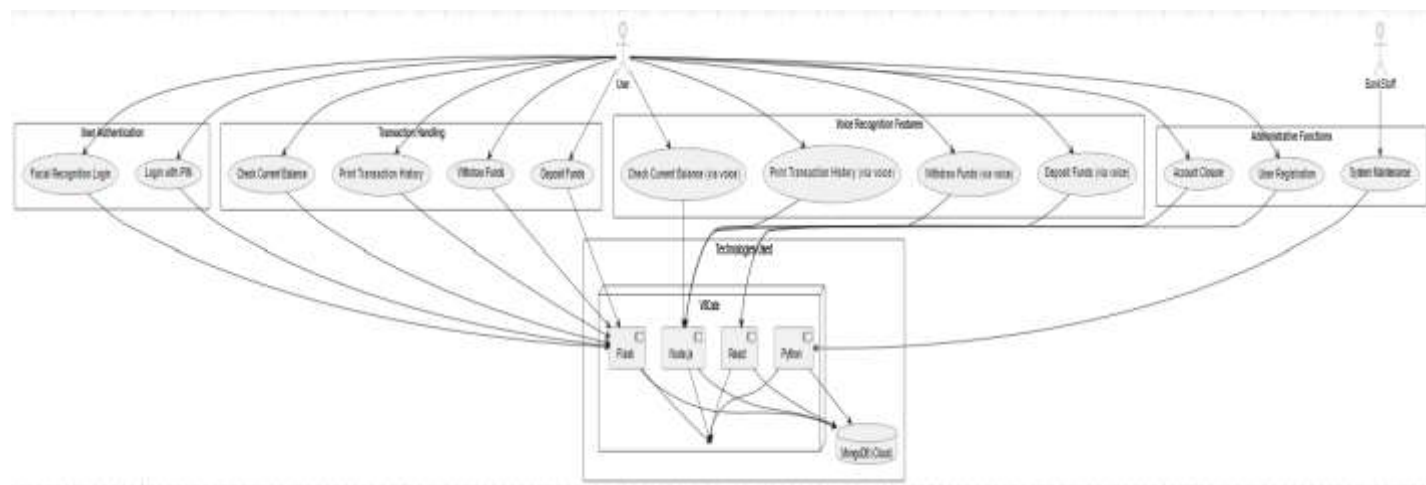 User
BankStaff
User Authentication
Transaction Handling
Voice Recognition Features
Administrative Functions
Facial Recognition Login
Login with PIN
Check Current Balance
Print Transaction History
Withdraw Funds
Deposit Funds
Check Current Balance (via voice)
Print Transaction History (via voice)
Withdraw Funds (via voice)
Deposit Funds (via voice)
Account Closure
User Registration
System Maintenance
Technologies Used
VSCode
Flask
Node.js
React
Python
MongoDB (Cloud)